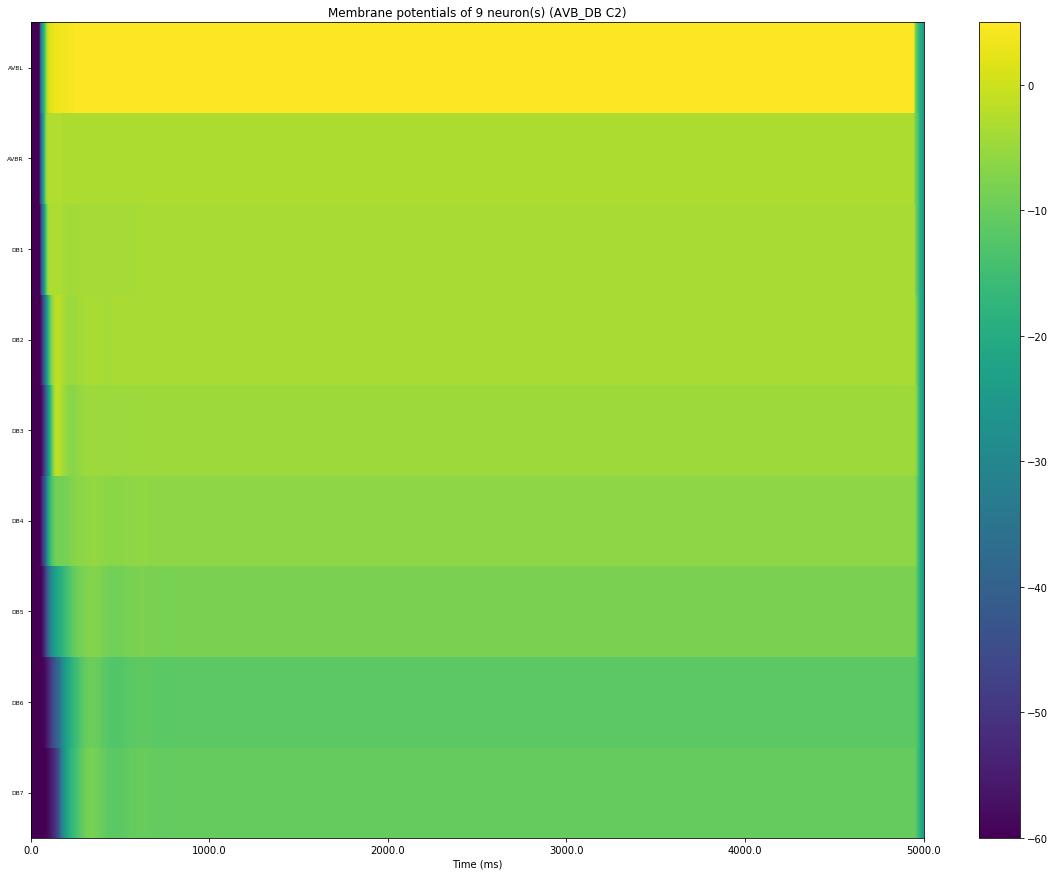 Membrane potentials of 9 neuron(s) (AVB_DB C2)
AVBL
AVBR
DB1
DB2
DB3
DB4
DB5
DB6
DB7
0.0 1000.0 2000.0 3000.0 4000.0 5000.0
Time (ms)
0
−10
−20
−30
−40
−50
−60